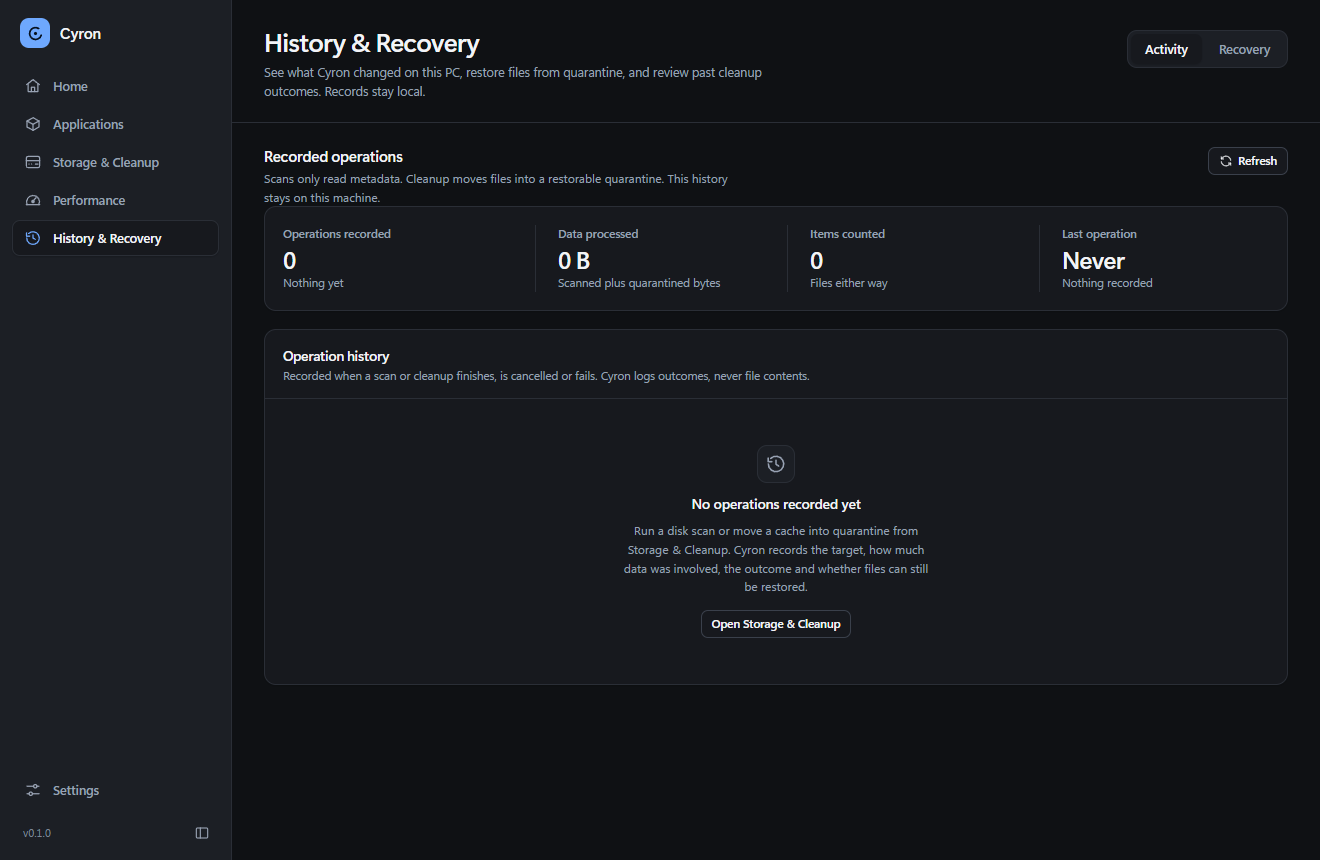 Cyron
Home
Applications
Storage & Cleanup
Performance
History & Recovery
Settings
v0.1.0
History & Recovery
See what Cyron changed on this PC, restore files from quarantine, and review past cleanup
outcomes. Records stay local.
Activity
Recovery
Recorded operations
Scans only read metadata. Cleanup moves files into a restorable quarantine. This history
stays on this machine.
Refresh
Operations recorded
0
Nothing yet
Data processed
0 B
Scanned plus quarantined bytes
Items counted
0
Files either way
Last operation
Never
Nothing recorded
Operation history
Recorded when a scan or cleanup finishes, is cancelled or fails. Cyron logs outcomes, never file contents.
No operations recorded yet
Run a disk scan or move a cache into quarantine from
Storage & Cleanup. Cyron records the target, how much
data was involved, the outcome and whether files can still
be restored.
Open Storage & Cleanup